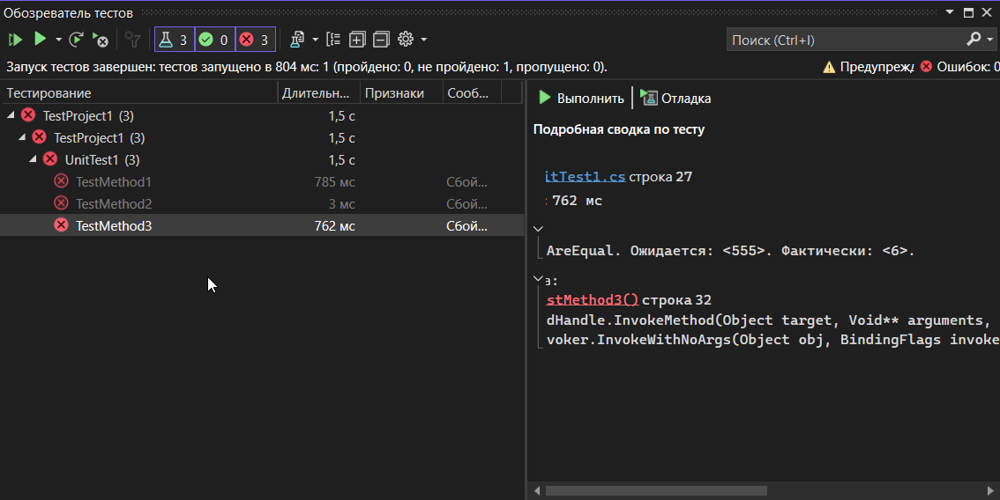 Обозреватель тестов
3 0 3
Поиск (Ctrl+I)
Запуск тестов завершен: тестов запущено в 804 мс: 1 (пройдено: 0, не пройдено: 1, пропущено: 0).
Предупреж Ошибок: 0
Тестирование Длительн... Признаки Сооб...
TestProject1 (3) 1,5 с
TestProject1 (3) 1,5 с
UnitTest1 (3) 1,5 с
TestMethod1 785 мс Сбой...
TestMethod2 3 мс Сбой...
TestMethod3 762 мс Сбой...
Выполнить Отладка
Подробная сводка по тесту
itTest1.cs строка 27
: 762 мс
AreEqual. Ожидается: <555>. Фактически: <6>.
а:
stMethod3() строка 32
dHandle.InvokeMethod(Object target, Void** arguments,
voker.InvokeWithNoArgs(Object obj, BindingFlags invoke